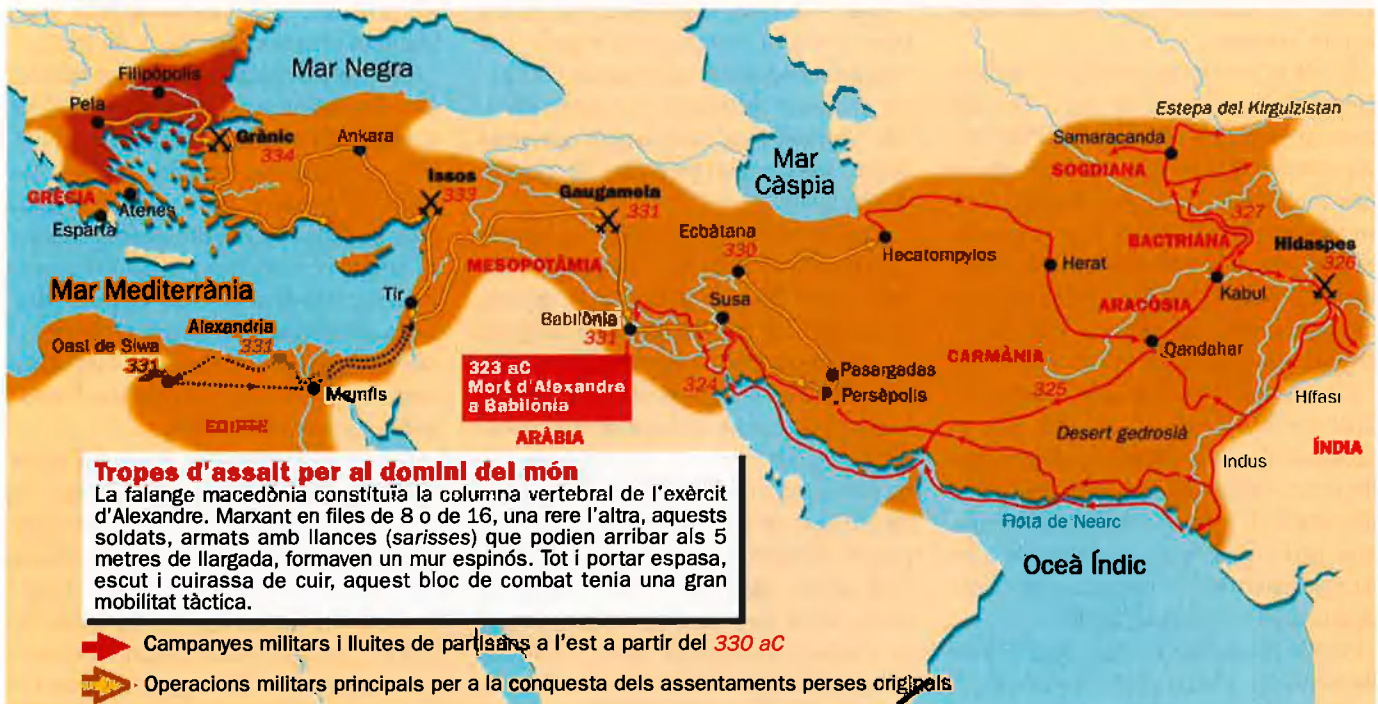 Mar Negra
Filipòpolis
Pela
Grànic
334
Ankara
Estepa del Kirguizistan
Samaracanda
SOGDIANA
Mar
Càspia
Issos
333
Gaugamela
331
GRÈCIA
Atenes
Esparta
Ecbàtana
330
Hecatompylos
Herat
327
BACTRIANA
Hidaspes
326
Kabul
ARACÒSIA
MESOPOTÀMIA
Mar Mediterrània
Tir
Susa
Alexandria
331
Babilònia
331
Oasi de Siwa
331
Memfis
EGIPTE
CARMÀNIA
Qandahar
325
Pasàrgadas
Persèpolis
324
323 aC
Mort d'Alexandre
a Babilònia
ARÀBIA
Hífasi
Desert gedrosià
Indus
ÍNDIA
Flota de Nearc
Oceà Índic
Tropes d'assalt per al domini del món
La falange macedònia constituïa la columna vertebral de l'exèrcit
d'Alexandre. Marxant en files de 8 o de 16, una rere l'altra, aquests
soldats, armats amb llances (sarisses) que podien arribar als 5
metres de llargada, formaven un mur espinós. Tot i portar espasa,
escut i cuirassa de cuir, aquest bloc de combat tenia una gran
mobilitat tàctica.
Campanyes militars i lluites de partisans a l'est a partir del 330 aC
Operacions militars principals per a la conquesta dels assentaments perses originals